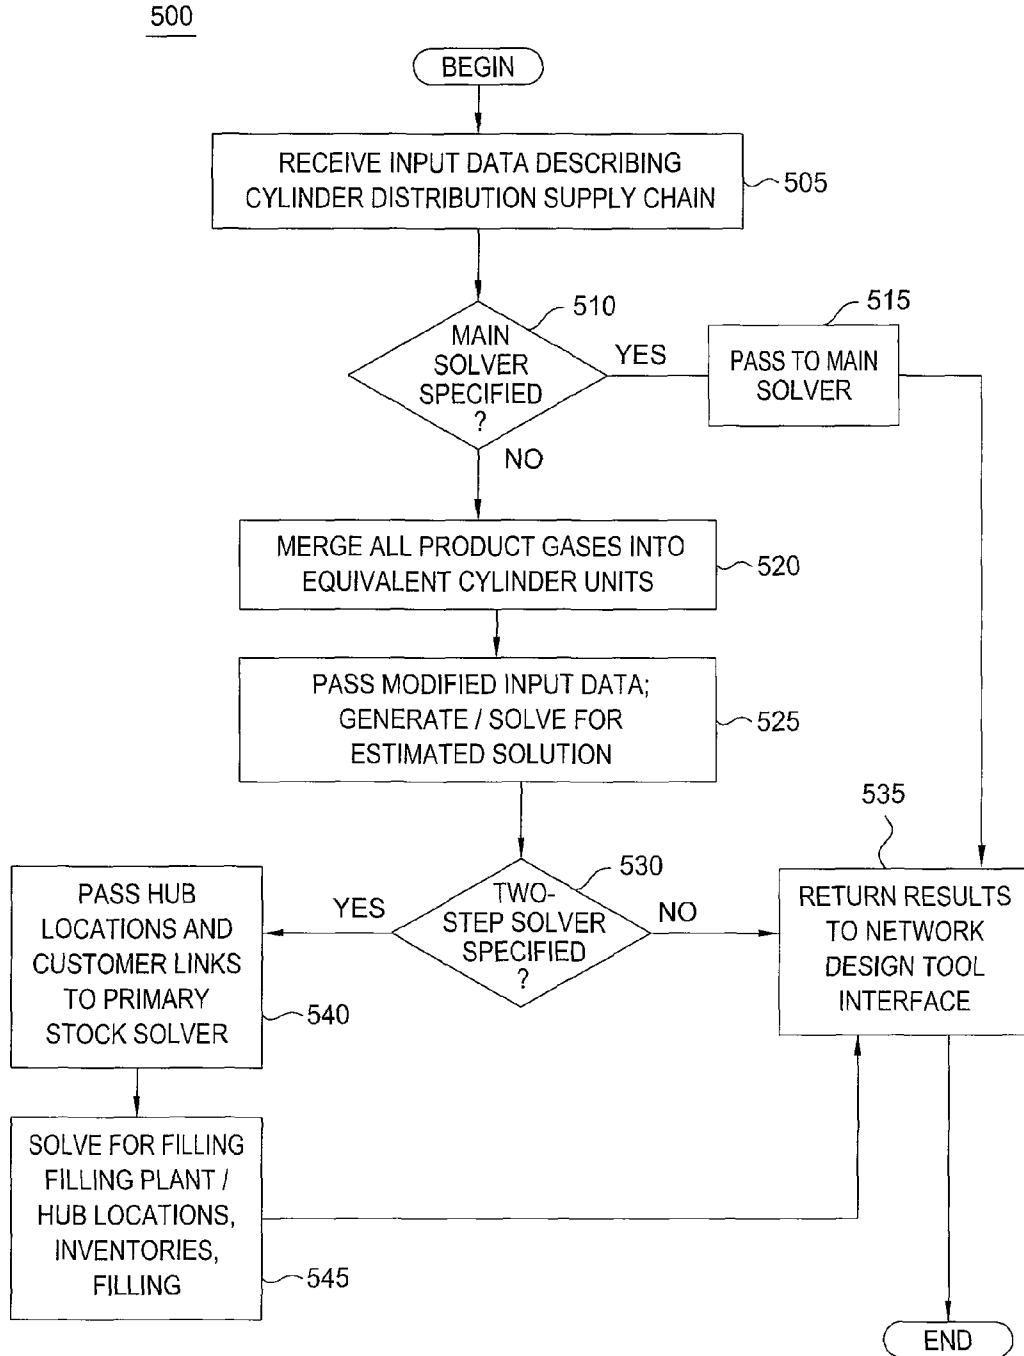 500
BEGIN
RECEIVE INPUT DATA DESCRIBING
CYLINDER DISTRIBUTION SUPPLY CHAIN
505
510
MAIN
SOLVER
SPECIFIED
?
YES
515
PASS TO MAIN
SOLVER
NO
MERGE ALL PRODUCT GASES INTO
EQUIVALENT CYLINDER UNITS
520
PASS MODIFIED INPUT DATA;
GENERATE / SOLVE FOR
ESTIMATED SOLUTION
525
530
TWO-
STEP SOLVER
SPECIFIED
?
YES
NO
535
RETURN RESULTS
TO NETWORK
DESIGN TOOL
INTERFACE
PASS HUB
LOCATIONS AND
CUSTOMER LINKS
TO PRIMARY
STOCK SOLVER
540
SOLVE FOR FILLING
FILLING PLANT /
HUB LOCATIONS,
INVENTORIES,
FILLING
545
END